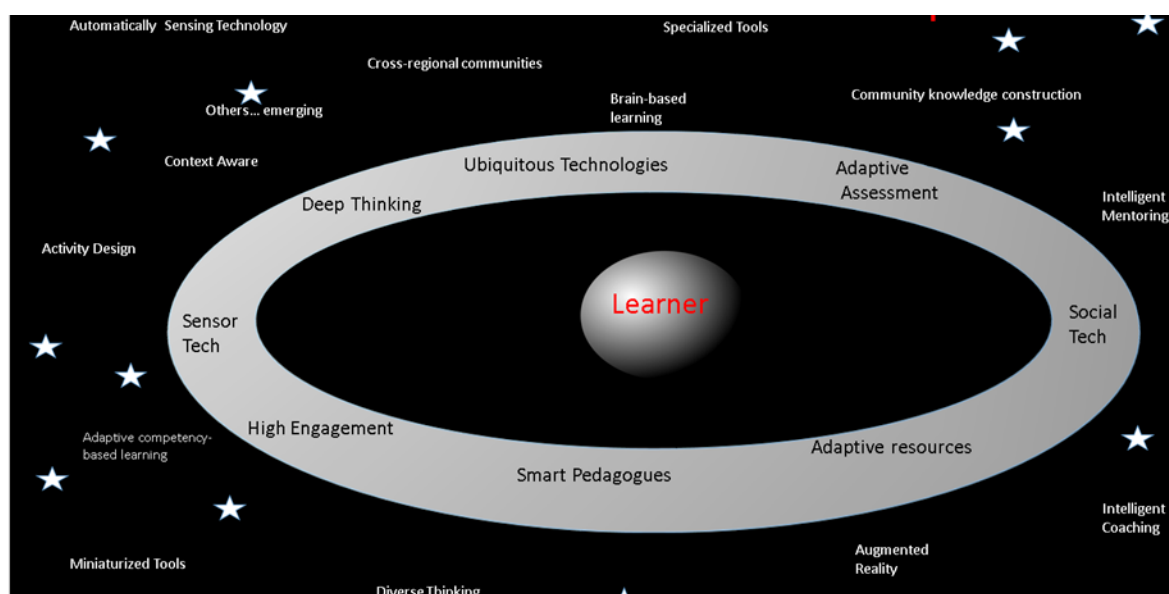 Automatically Sensing Technology
Specialized Tools
Cross-regional communities
Others... emerging
Brain-based
learning
Community knowledge construction
Context Aware
Ubiquitous Technologies
Adaptive
Assessment
Deep Thinking
Intelligent
Mentoring
Activity Design
Learner
Sensor
Tech
Social
Tech
High Engagement
Adaptive competency-
based learning
Adaptive resources
Smart Pedagogues
Intelligent
Coaching
Augmented
Reality
Miniaturized Tools
Diverse Thinking